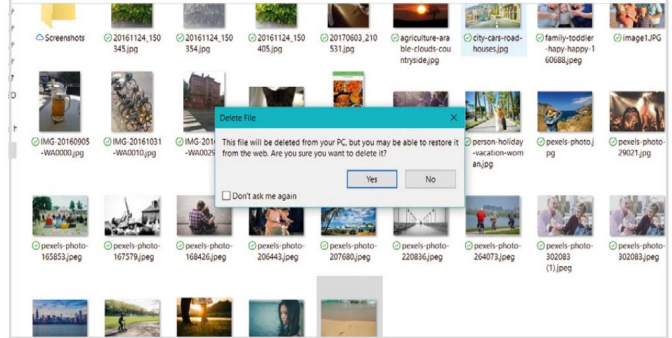 Screenshots
20161124_150
345.jpg
20161124_150
354.jpg
20161124_150
405.jpg
20170603_210
531.jpg
agriculture-ara
ble-clouds-cou
ntryside.jpg
city-cars-road-
houses.jpg
family-toddler
-hapy-happy-1
60688.jpeg
image1.JPG
IMG-20160905
-WA0000.jpg
IMG-20161031
-WA0010.jpg
IMG-201
-WA0029
Delete File
This file will be deleted from your PC, but you may be able to restore it
from the web. Are you sure you want to delete it?
Yes
No
Don't ask me again
person-holiday
-vacation-wom
an.jpg
pexels-photo.j
pg
pexels-photo-
29021.jpg
pexels-photo-
165853.jpeg
pexels-photo-
167579.jpeg
pexels-photo-
168426.jpeg
pexels-photo-
206443.jpeg
pexels-photo-
207680.jpeg
pexels-photo-
220836.jpeg
pexels-photo-
264073.jpeg
pexels-photo-
302083
(1).jpeg
pexels-photo-
302083.jpeg